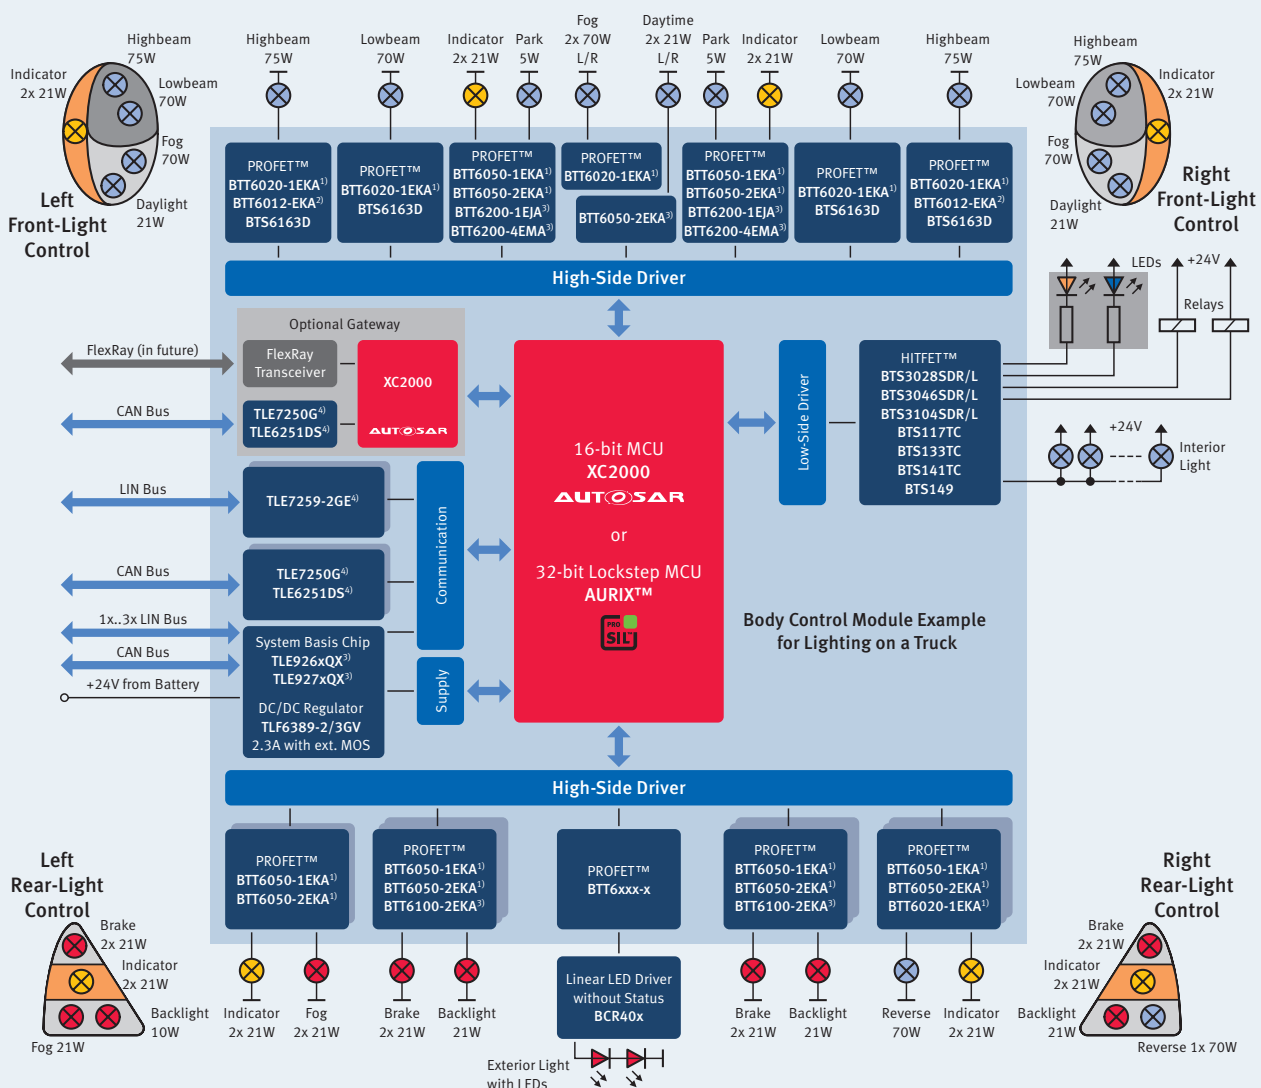 Highbeam
75W
Indicator
2x 21W
Lowbeam
70W
Fog
70W
Daylight
21W
Left
Front-Light
Control
Highbeam
75W
Lowbeam
70W
Indicator
2x 21W
Park
5W
Fog
2x 70W
L/R
Daytime
2x 21W
L/R
Park
5W
Indicator
2x 21W
Lowbeam
70W
Highbeam
75W
Highbeam
75W
Indicator
2x 21W
Lowbeam
70W
Fog
70W
Daylight
21W
Right
Front-Light
Control
PROFET™
BTT6020-1EKA1)
BTT6012-EKA2)
BTS6163D
PROFET™
BTT6020-1EKA1)
BTS6163D
PROFET™
BTT6050-1EKA1)
BTT6050-2EKA1)
BTT6200-1EJA3)
BTT6200-4EMA3)
PROFET™
BTT6020-1EKA1)
BTT6050-2EKA3)
PROFET™
BTT6050-1EKA1)
BTT6050-2EKA1)
BTT6200-1EJA3)
BTT6200-4EMA3)
PROFET™
BTT6020-1EKA1)
BTS6163D
PROFET™
BTT6020-1EKA1)
BTT6012-EKA2)
BTS6163D
High-Side Driver
LEDs
+24V
Relays
Optional Gateway
FlexRay (in future)
FlexRay
Transceiver
XC2000
AUTOSAR
CAN Bus
TLE7250G4)
TLE6251DS4)
LIN Bus
TLE7259-2GE4)
CAN Bus
TLE7250G4)
TLE6251DS4)
Communication
1x..3x LIN Bus
CAN Bus
+24V from Battery
System Basis Chip
TLE926xQX3)
TLE927xQX3)
DC/DC Regulator
TLF6389-2/3GV
2.3A with ext. MOS
Supply
16-bit MCU
XC2000
AUTOSAR
or
32-bit Lockstep MCU
AURIX™
PRO
SIL™
Low-Side Driver
HITFET™
BTS3028SDR/L
BTS3046SDR/L
BTS3104SDR/L
BTS117TC
BTS133TC
BTS141TC
BTS149
+24V
Interior
Light
Body Control Module Example
for Lighting on a Truck
High-Side Driver
PROFET™
BTT6050-1EKA1)
BTT6050-2EKA1)
PROFET™
BTT6050-1EKA1)
BTT6050-2EKA1)
BTT6100-2EKA3)
PROFET™
BTT6xxx-x
PROFET™
BTT6050-1EKA1)
BTT6050-2EKA1)
BTT6100-2EKA3)
PROFET™
BTT6050-1EKA1)
BTT6050-2EKA1)
BTT6020-1EKA1)
Left
Rear-Light
Control
Brake
2x 21W
Indicator
2x 21W
Backlight
10W
Fog 21W
Indicator
2x 21W
Fog
2x 21W
Brake
2x 21W
Backlight
21W
Linear LED Driver
without Status
BCR40x
Exterior Light
with LEDs
Brake
2x 21W
Backlight
21W
Reverse
70W
Indicator
2x 21W
Right
Rear-Light
Control
Brake
2x 21W
Indicator
2x 21W
Backlight
21W
Reverse 1x 70W